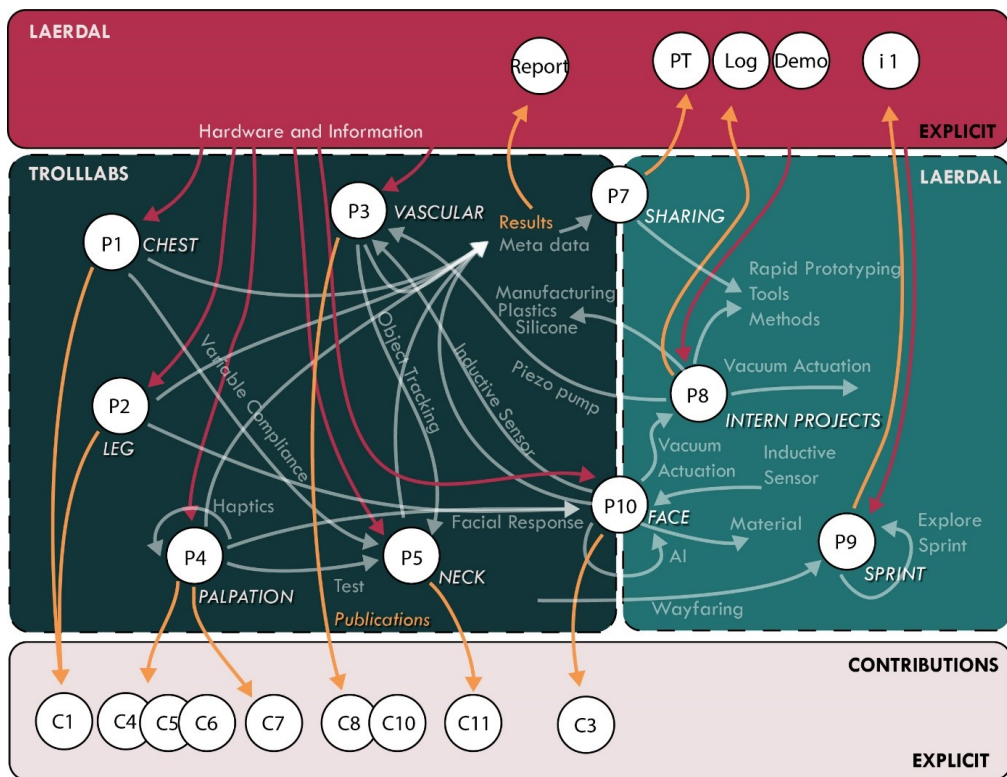 LAERDAL
Report
PT
Log
Demo
i 1
Hardware and Information
EXPLICIT
TROLLLABS
LAERDAL
P1
CHEST
P3
VASCULAR
P7
SHARING
Results
Meta data
Rapid Prototyping
Tools
Methods
Manufacturing
Plastics
Silicone
Variable Compliance
Object Tracking
Inductive Sensor
Piezo pump
P8
INTERN PROJECTS
Vacuum Actuation
P2
LEG
Vacuum
Actuation
Inductive
Sensor
Haptics
Facial Response
P10
FACE
Material
AI
P9
SPRINT
Explore
Sprint
P4
PALPATION
Test
P5
NECK
Wayfaring
Publications
CONTRIBUTIONS
C1
C4
C5
C6
C7
C8
C10
C11
C3
EXPLICIT